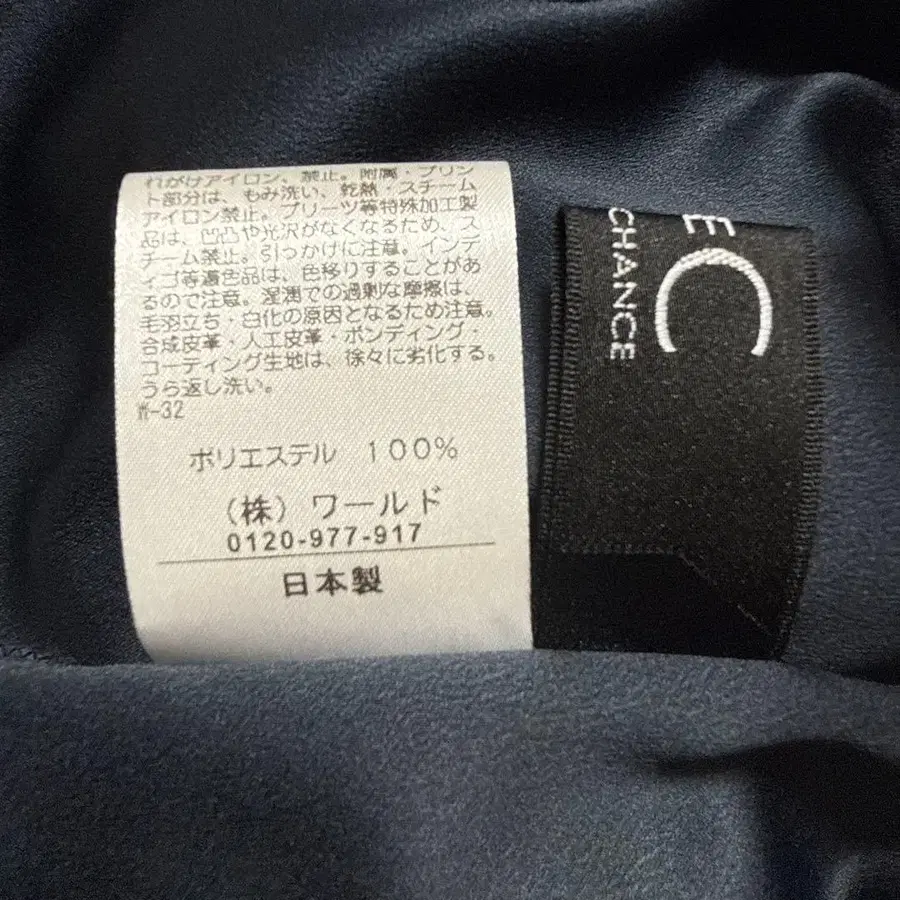 れがけアイロン、禁止。附属・プリン
ト部分は、もみ洗い、乾熱・スチーム
アイロン禁止。プリーツ等特殊加工製
品は、凹凸や光沢がなくなるため、ス
チーム禁止。引っかけに注意。インデ
ィゴ等濃色品は、色移りすることがあ
るので注意。湿潤での過剰な摩擦は、
毛羽立ち・白化の原因となるため注意。
合成皮革・人工皮革・ボンディング・
コーティング生地は、徐々に劣化する。
うら返し洗い。
M-32
ポリエステル 100%
(株)ワールド
0120-977-917
日本製
E
C
CHANCE